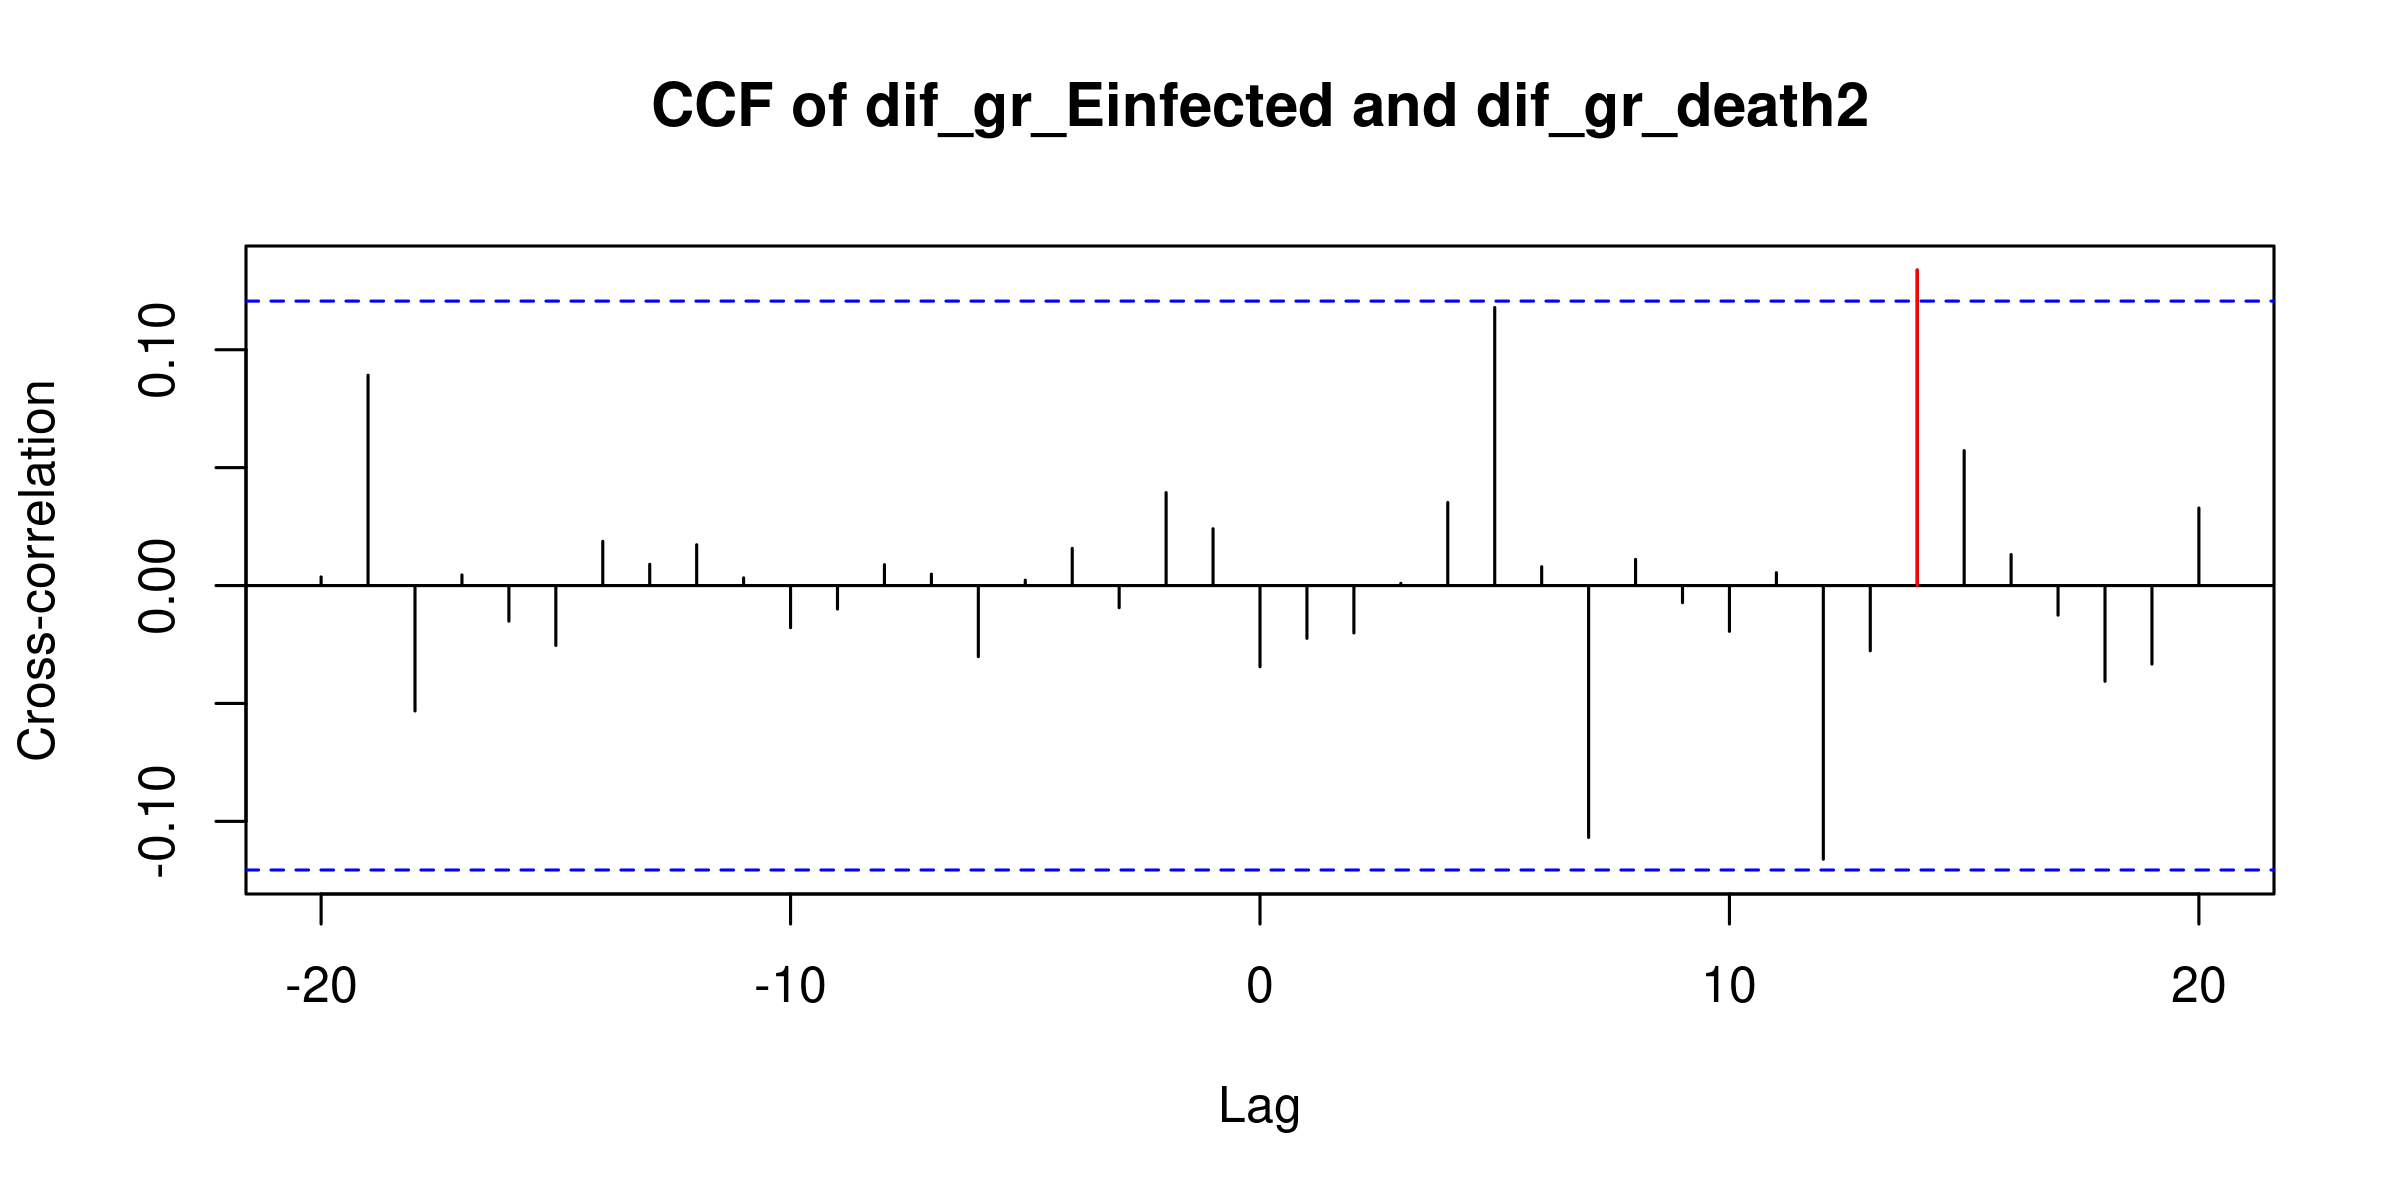 CCF of dif_gr_Einfected and dif_gr_death2
Cross-correlation
0.10
0.00
-0.10
-20 -10 0 10 20
Lag